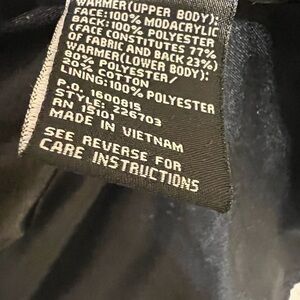 WARMER(UPPER BODY):
FACE:100% MODACRYLIC
BACK:100% POLYESTER
(FACE CONSTITUTES 77%
OF FABRIC AND BACK 23%)
WARMER(LOWER BODY):
80% POLYESTER/
20% COTTON
LINING:100% POLYESTER
P.O. 1600815
STYLE: 226703
RN 75101
MADE IN VIETNAM
SEE REVERSE FOR
CARE INSTRUCTIONS